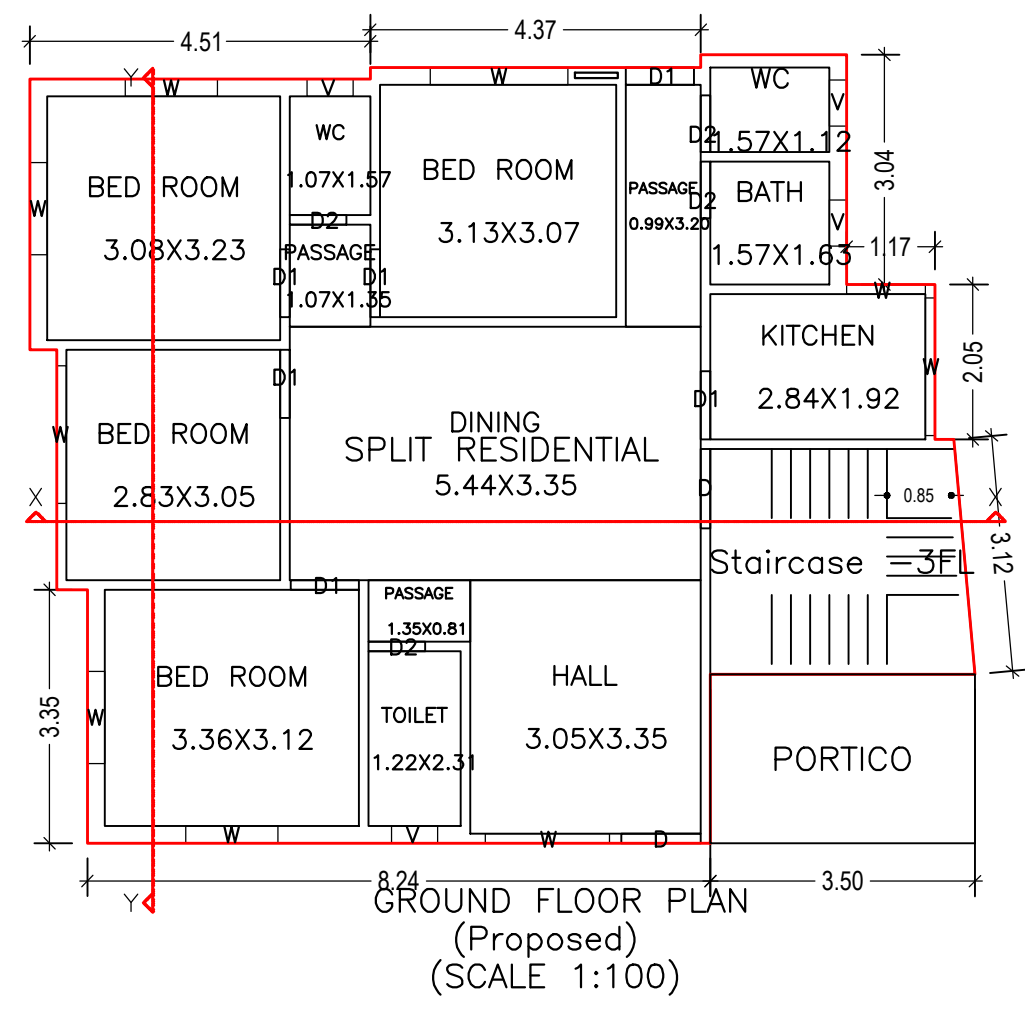 4.51
4.37
Y
W
V
W
D1
WC
V
1.57X1.12
D2
3.04
WC
1.07X1.57
BED ROOM
3.08X3.23
W
BED ROOM
3.13X3.07
PASSAGE
0.99X3.20
D2
BATH
1.57X1.63
V
1.17
D2
PASSAGE
1.07X1.35
D1
D1
W
KITCHEN
2.84X1.92
W
2.05
D1
D1
BED ROOM
2.83X3.05
W
DINING
SPLIT RESIDENTIAL
5.44X3.35
D
0.85
X
X
3.12
Staircase -3FL
D1
PASSAGE
1.35X0.81
D2
BED ROOM
3.36X3.12
W
3.35
TOILET
1.22X2.31
HALL
3.05X3.35
PORTICO
W
V
W
D
8.24
3.50
Y
GROUND FLOOR PLAN
(Proposed)
(SCALE 1:100)